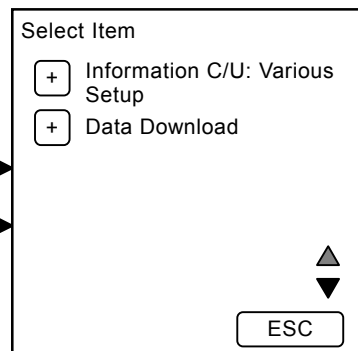 Select Item
+ Information C/U: Various
Setup
+ Data Download
ESC